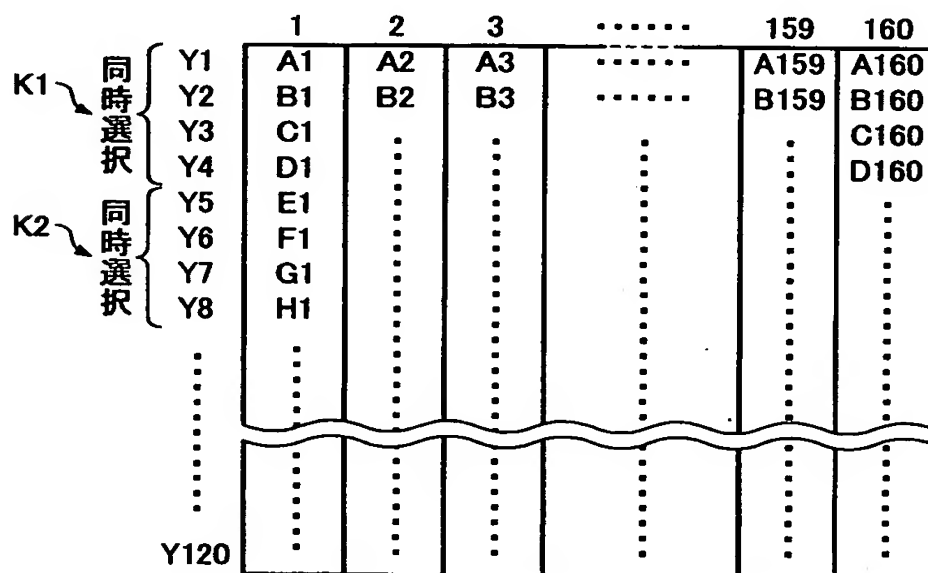 1 2 3 ······ 159 160
K1 同時選択 Y1 A1 A2 A3 ······ A159 A160
Y2 B1 B2 B3 ······ B159 B160
Y3 C1 C160
Y4 D1 D160
K2 同時選択 Y5 E1
Y6 F1
Y7 G1
Y8 H1
Y120